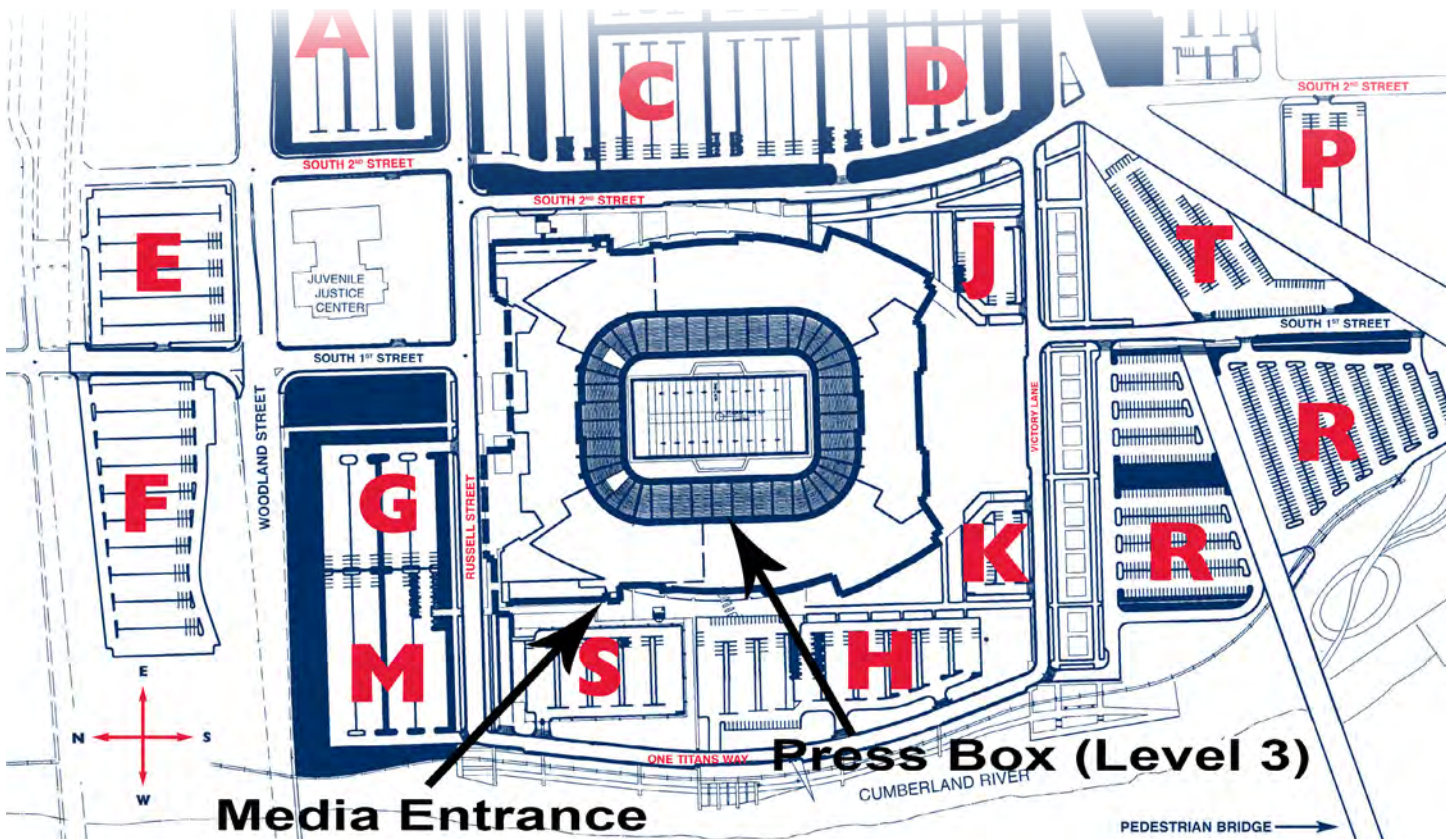 A
C
D
SOUTH 2ND STREET
P
SOUTH 2ND STREET
SOUTH 2ND STREET
E
JUVENILE
JUSTICE
CENTER
J
T
SOUTH 1ST STREET
SOUTH 1ST STREET
WOODLAND STREET
F
G
RUSSELL STREET
VICTORY LANE
R
R
K
M
S
H
E
N
S
W
ONE TITANS WAY
Press Box (Level 3)
CUMBERLAND RIVER
Media Entrance
PEDESTRIAN BRIDGE